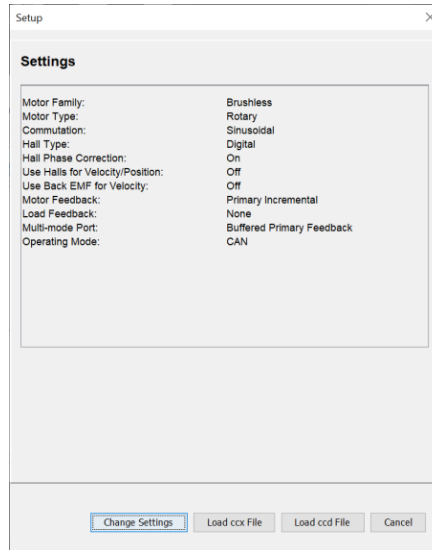 Setup
Settings
Motor Family: Brushless
Motor Type: Rotary
Commutation: Sinusoidal
Hall Type: Digital
Hall Phase Correction: On
Use Halls for Velocity/Position: Off
Use Back EMF for Velocity: Off
Motor Feedback: Primary Incremental
Load Feedback: None
Multi-mode Port: Buffered Primary Feedback
Operating Mode: CAN
Change Settings Load ccx File Load ccd File Cancel